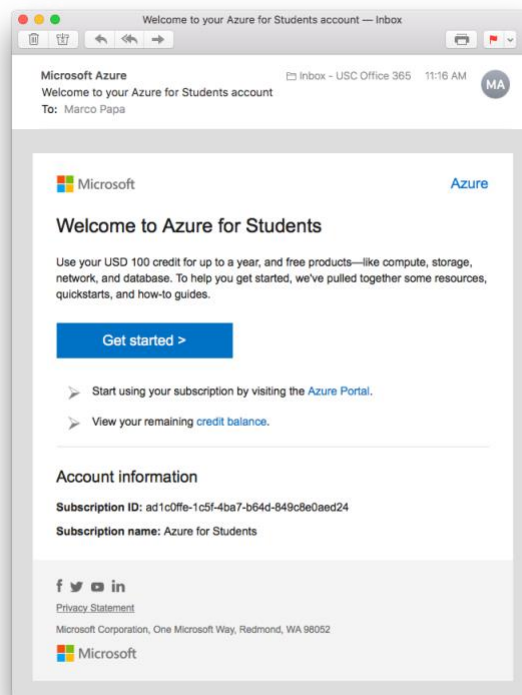 Welcome to your Azure for Students account — Inbox
Microsoft Azure
Inbox - USC Office 365 11:16 AM
MA
Welcome to your Azure for Students account
To: Marco Papa
Microsoft
Azure
Welcome to Azure for Students
Use your USD 100 credit for up to a year, and free products—like compute, storage,
network, and database. To help you get started, we've pulled together some resources,
quickstarts, and how-to guides.
Get started >
Start using your subscription by visiting the Azure Portal.
View your remaining credit balance.
Account information
Subscription ID: ad1c0ffe-1c5f-4ba7-b64d-849c8e0aed24
Subscription name: Azure for Students
Privacy Statement
Microsoft Corporation, One Microsoft Way, Redmond, WA 98052
Microsoft